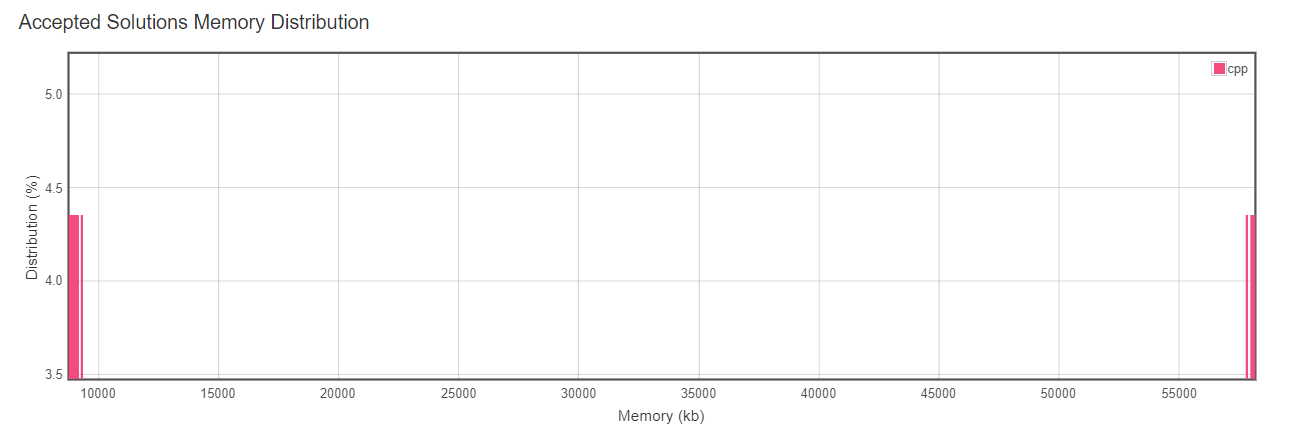 Accepted Solutions Memory Distribution
cpp
5.0
4.5
4.0
3.5
Distribution (%)
10000 15000 20000 25000 30000 35000 40000 45000 50000 55000
Memory (kb)